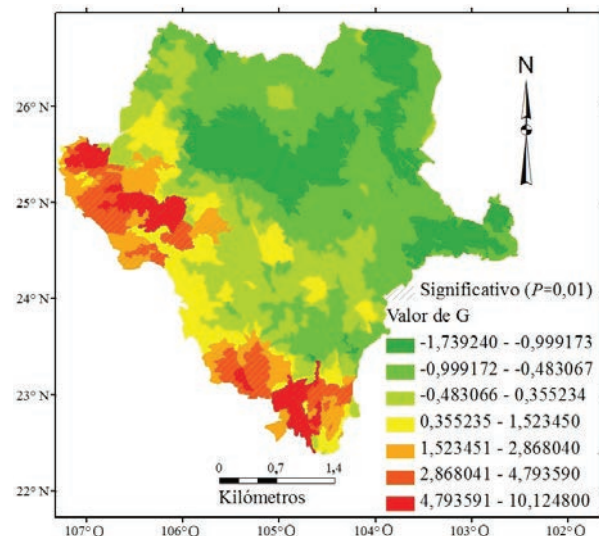 N
26° N
25° N
24° N
23° N
22° N
Significativo (P=0,01)
Valor de G
-1,739240 - -0,999173
-0,999172 - -0,483067
-0,483066 - 0,355234
0,355235 - 1,523450
1,523451 - 2,868040
2,868041 - 4,793590
4,793591 - 10,124800
0 0,7 1,4
Kilómetros
107°O 106°O 105°O 104°O 103°O 102°O